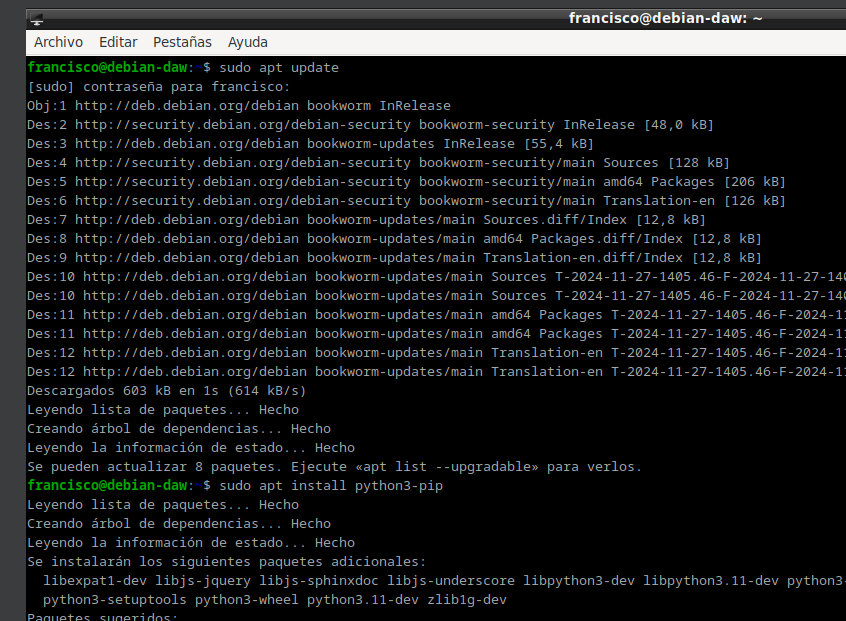 francisco@debian-daw: ~
Archivo Editar Pestañas Ayuda
francisco@debian-daw:~$ sudo apt update
[sudo] contraseña para francisco:
Obj:1 http://deb.debian.org/debian bookworm InRelease
Des:2 http://security.debian.org/debian-security bookworm-security InRelease [48,0 kB]
Des:3 http://deb.debian.org/debian bookworm-updates InRelease [55,4 kB]
Des:4 http://security.debian.org/debian-security bookworm-security/main Sources [128 kB]
Des:5 http://security.debian.org/debian-security bookworm-security/main amd64 Packages [206 kB]
Des:6 http://security.debian.org/debian-security bookworm-security/main Translation-en [126 kB]
Des:7 http://deb.debian.org/debian bookworm-updates/main Sources.diff/Index [12,8 kB]
Des:8 http://deb.debian.org/debian bookworm-updates/main amd64 Packages.diff/Index [12,8 kB]
Des:9 http://deb.debian.org/debian bookworm-updates/main Translation-en.diff/Index [12,8 kB]
Des:10 http://deb.debian.org/debian bookworm-updates/main Sources T-2024-11-27-1405.46-F-2024-11-27-140
Des:10 http://deb.debian.org/debian bookworm-updates/main Sources T-2024-11-27-1405.46-F-2024-11-27-140
Des:11 http://deb.debian.org/debian bookworm-updates/main amd64 Packages T-2024-11-27-1405.46-F-2024-11
Des:11 http://deb.debian.org/debian bookworm-updates/main amd64 Packages T-2024-11-27-1405.46-F-2024-11
Des:12 http://deb.debian.org/debian bookworm-updates/main Translation-en T-2024-11-27-1405.46-F-2024-11
Des:12 http://deb.debian.org/debian bookworm-updates/main Translation-en T-2024-11-27-1405.46-F-2024-11
Descargados 603 kB en 1s (614 kB/s)
Leyendo lista de paquetes... Hecho
Creando árbol de dependencias... Hecho
Leyendo la información de estado... Hecho
Se pueden actualizar 8 paquetes. Ejecute «apt list --upgradable» para verlos.
francisco@debian-daw:~$ sudo apt install python3-pip
Leyendo lista de paquetes... Hecho
Creando árbol de dependencias... Hecho
Leyendo la información de estado... Hecho
Se instalarán los siguientes paquetes adicionales:
libexpat1-dev libjs-jquery libjs-sphinxdoc libjs-underscore libpython3-dev libpython3.11-dev python3-
python3-setuptools python3-wheel python3.11-dev zlib1g-dev
Paquetes sugeridos: